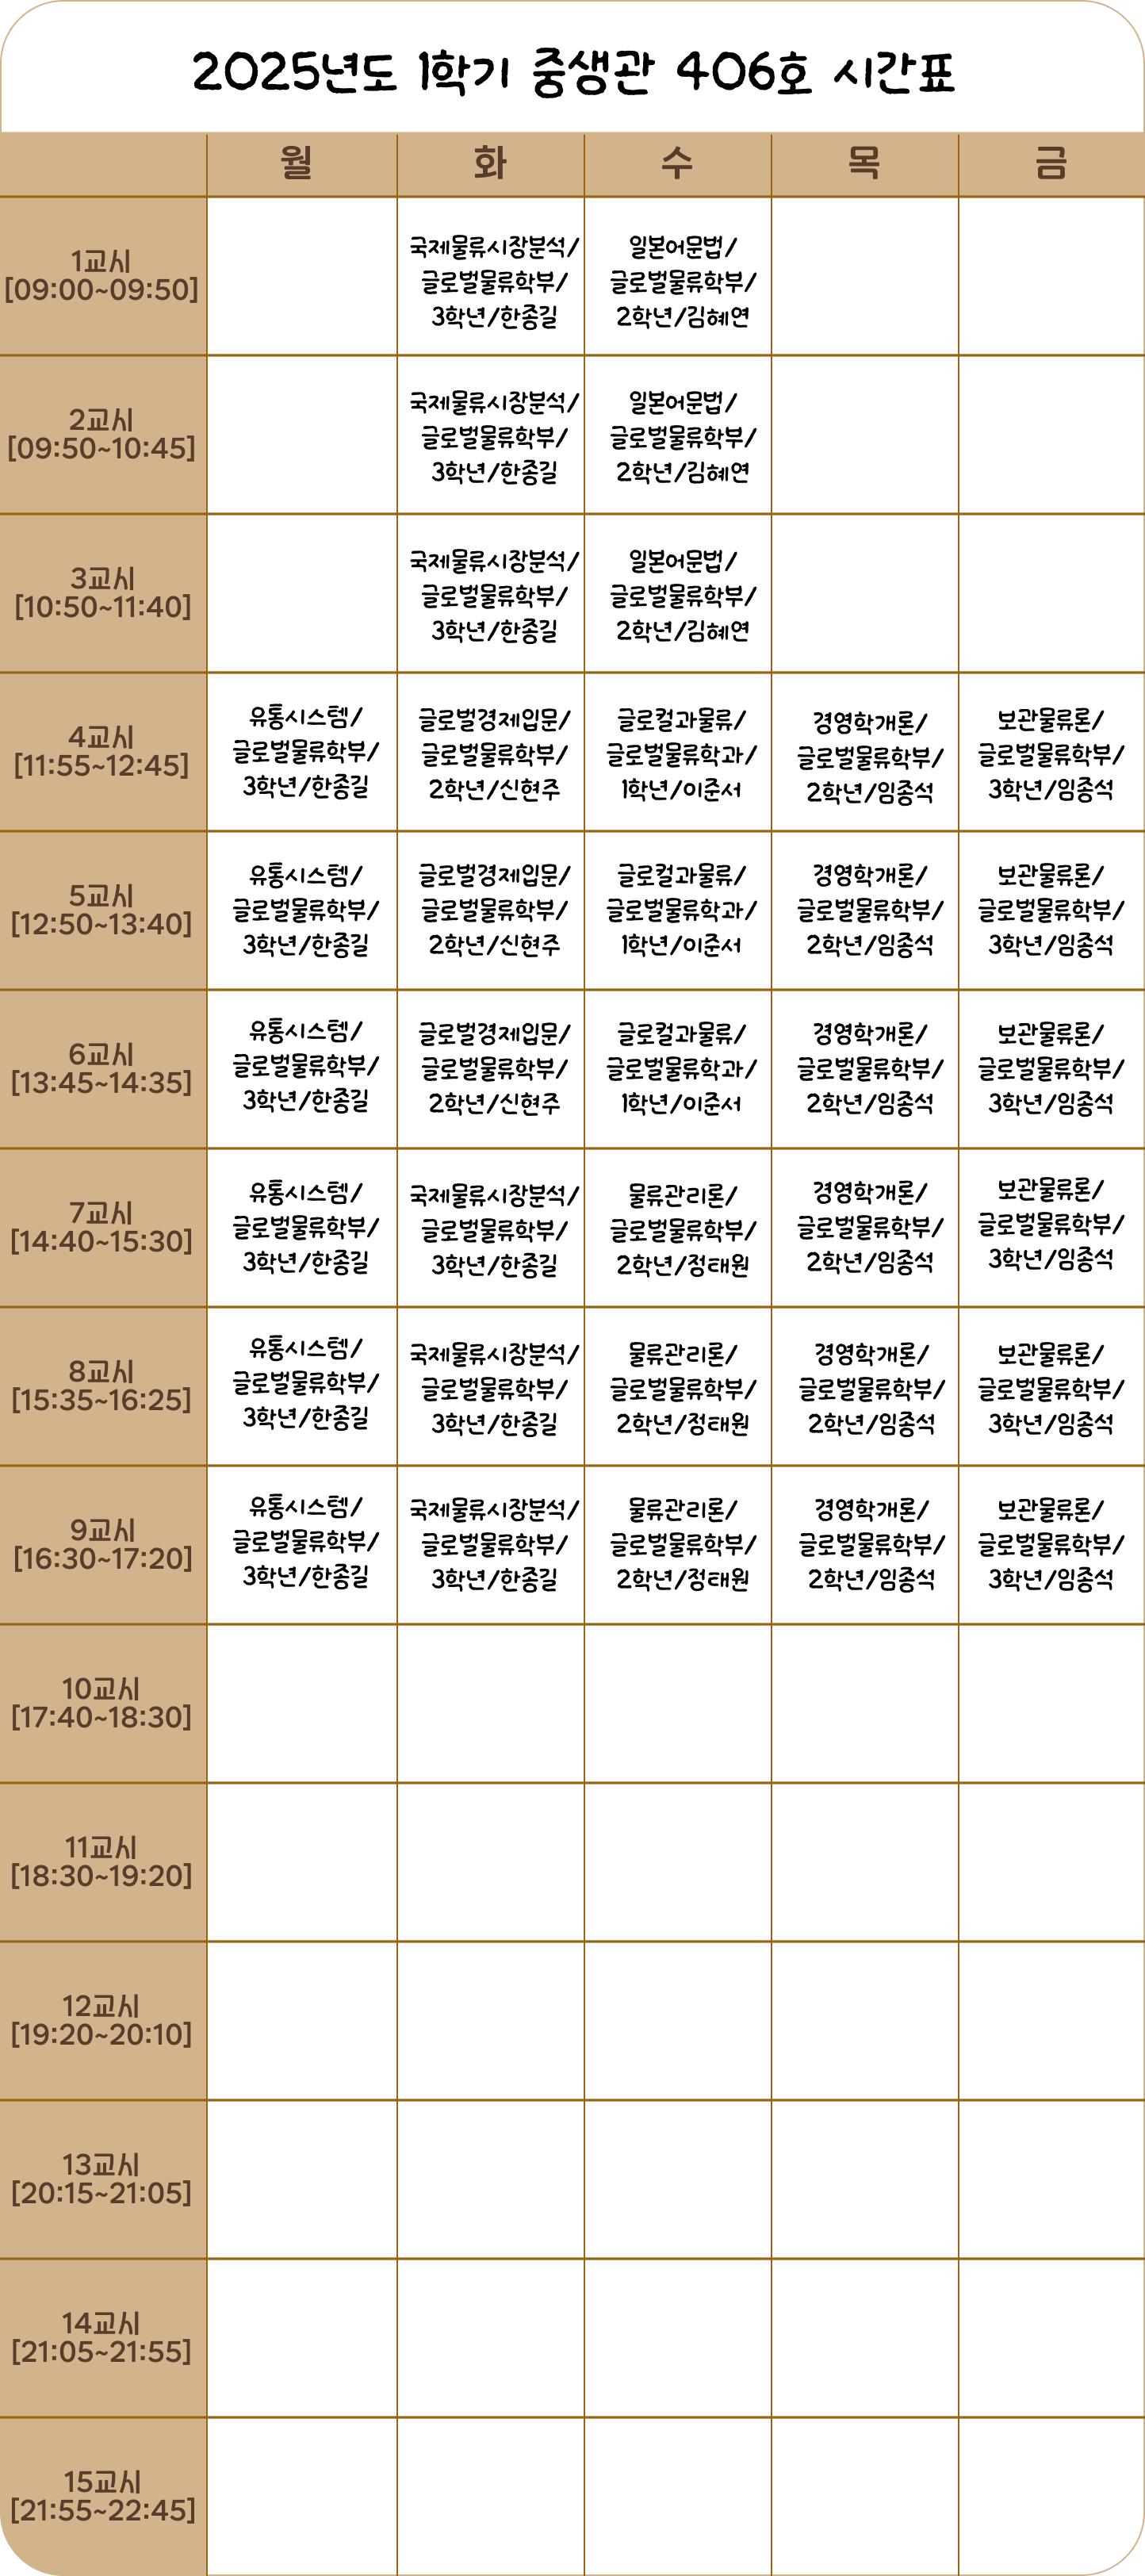 2025년도 1학기 중생관 406호 시간표
월 화 수 목 금
1교시
[09:00~09:50]
국제물류시장분석/
글로벌물류학부/
3학년/한종길
일본어문법/
글로벌물류학부/
2학년/김혜연
2교시
[09:50~10:45]
국제물류시장분석/
글로벌물류학부/
3학년/한종길
일본어문법/
글로벌물류학부/
2학년/김혜연
3교시
[10:50~11:40]
국제물류시장분석/
글로벌물류학부/
3학년/한종길
일본어문법/
글로벌물류학부/
2학년/김혜연
4교시
[11:55~12:45]
유통시스템/
글로벌물류학부/
3학년/한종길
글로벌경제입문/
글로벌물류학부/
2학년/신현주
글로컬과물류/
글로벌물류학과/
1학년/이준서
경영학개론/
글로벌물류학부/
2학년/임종석
보관물류론/
글로벌물류학부/
3학년/임종석
5교시
[12:50~13:40]
유통시스템/
글로벌물류학부/
3학년/한종길
글로벌경제입문/
글로벌물류학부/
2학년/신현주
글로컬과물류/
글로벌물류학과/
1학년/이준서
경영학개론/
글로벌물류학부/
2학년/임종석
보관물류론/
글로벌물류학부/
3학년/임종석
6교시
[13:45~14:35]
유통시스템/
글로벌물류학부/
3학년/한종길
글로벌경제입문/
글로벌물류학부/
2학년/신현주
글로컬과물류/
글로벌물류학과/
1학년/이준서
경영학개론/
글로벌물류학부/
2학년/임종석
보관물류론/
글로벌물류학부/
3학년/임종석
7교시
[14:40~15:30]
유통시스템/
글로벌물류학부/
3학년/한종길
국제물류시장분석/
글로벌물류학부/
3학년/한종길
물류관리론/
글로벌물류학부/
2학년/정태원
경영학개론/
글로벌물류학부/
2학년/임종석
보관물류론/
글로벌물류학부/
3학년/임종석
8교시
[15:35~16:25]
유통시스템/
글로벌물류학부/
3학년/한종길
국제물류시장분석/
글로벌물류학부/
3학년/한종길
물류관리론/
글로벌물류학부/
2학년/정태원
경영학개론/
글로벌물류학부/
2학년/임종석
보관물류론/
글로벌물류학부/
3학년/임종석
9교시
[16:30~17:20]
유통시스템/
글로벌물류학부/
3학년/한종길
국제물류시장분석/
글로벌물류학부/
3학년/한종길
물류관리론/
글로벌물류학부/
2학년/정태원
경영학개론/
글로벌물류학부/
2학년/임종석
보관물류론/
글로벌물류학부/
3학년/임종석
10교시
[17:40~18:30]
11교시
[18:30~19:20]
12교시
[19:20~20:10]
13교시
[20:15~21:05]
14교시
[21:05~21:55]
15교시
[21:55~22:45]